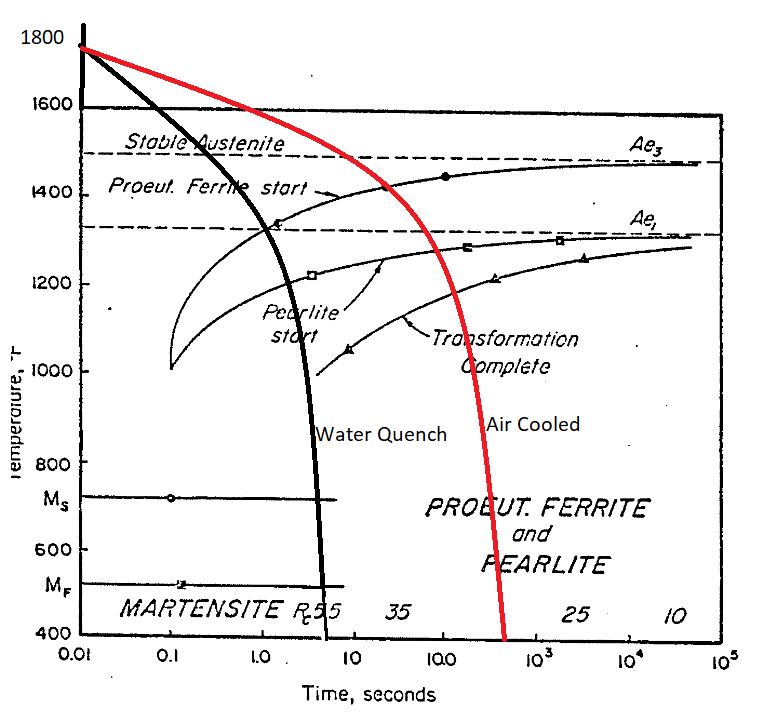 1800
1600
Stable Austenite
Ae3
1400
Proeut. Ferrite start
Ae1
1200
Pearlite
start
Transformation
Complete
1000
Temperature, °F
Water Quench
Air Cooled
800
MS
PROEUT. FERRITE
and
PEARLITE
600
MF
MARTENSITE Rc55 35 25 10
400
0.01 0.1 1.0 10 10.0 10³ 10⁴ 10⁵
Time, seconds